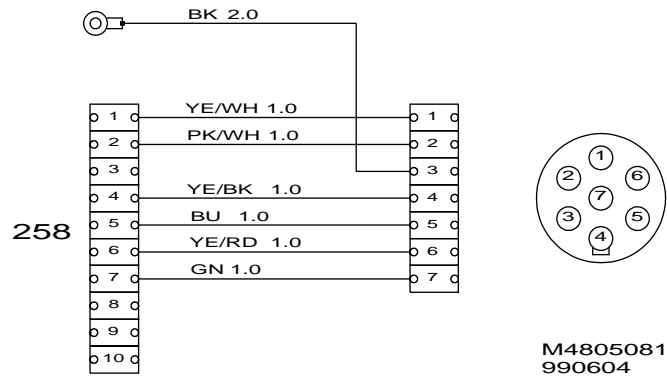 BK 2.0
YE/WH 1.0
1 1
PK/WH 1.0
2 2
3 3
YE/BK 1.0
4 4
BU 1.0
258
5 5
YE/RD 1.0
6 6
GN 1.0
7 7
8
9
10
1
2 6
7
3 5
4
M4805081
990604